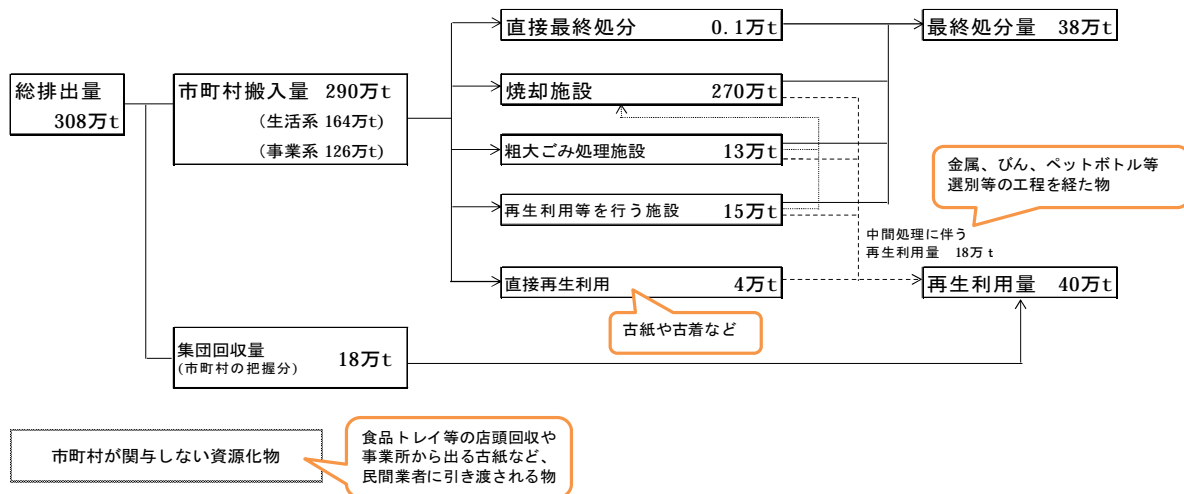 総排出量
308万t
市町村搬入量 290万t
(生活系 164万t)
(事業系 126万t)
集団回収量
(市町村の把握分)
18万t
直接最終処分 0.1万t
焼却施設 270万t
粗大ごみ処理施設 13万t
再生利用等を行う施設 15万t
直接再生利用 4万t
古紙や古着など
最終処分量 38万t
金属、びん、ペットボトル等
選別等の工程を経た物
中間処理に伴う
再生利用量 18万t
再生利用量 40万t
市町村が関与しない資源化物
食品トレイ等の店頭回収や
事業所から出る古紙など、
民間業者に引き渡される物